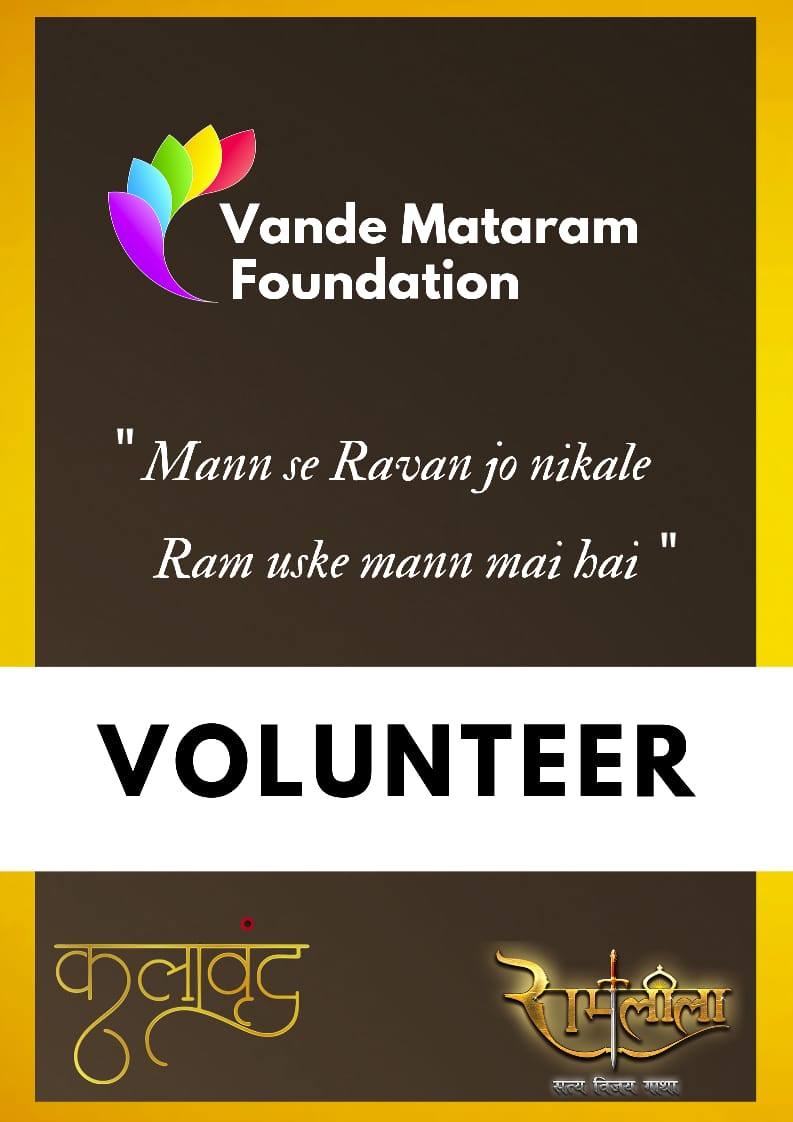 Vande Mataram
Foundation
" Mann se Ravan jo nikale
Ram uske mann mai hai "
VOLUNTEER
कलावृंद
रामलीला
सत्य विजय गाथा